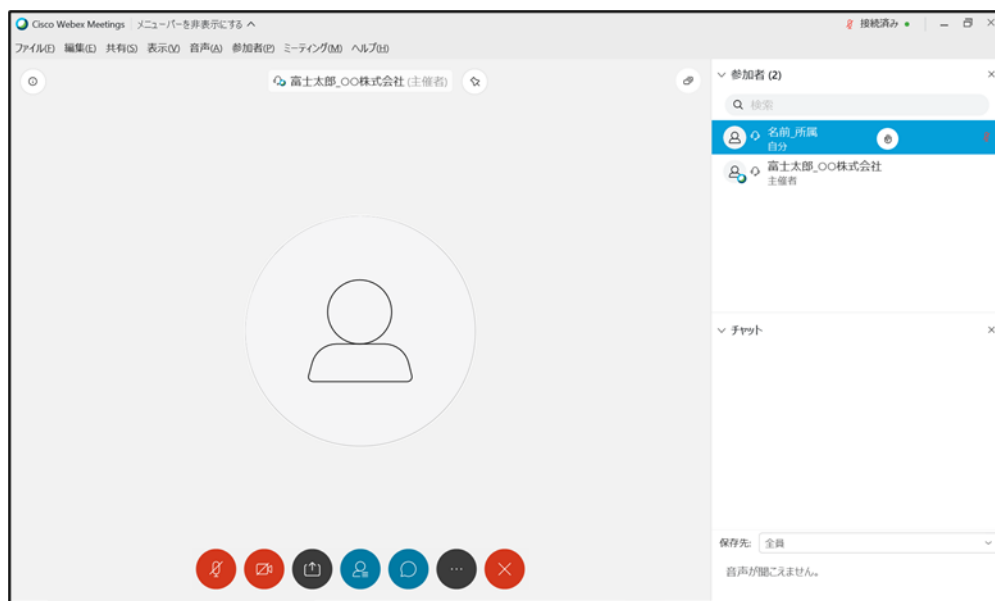 Cisco Webex Meetings メニューバーを非表示にする
接続済み
ファイル(F) 編集(E) 共有(S) 表示(V) 音声(A) 参加者(P) ミーティング(M) ヘルプ(H)
富士太郎_〇〇株式会社 (主催者)
参加者 (2)
検索
名前_所属
自分
富士太郎_〇〇株式会社
主催者
チャット
保存先: 全員
音声が聞こえません。